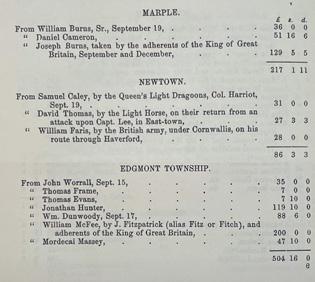 MARPLE.
£ s. d.
From William Burns, Sr., September 19, . . . . 36 0 0
" Daniel Cameron, . . . . . . 51 16 6
" Joseph Burns, taken by the adherents of the King of Great
Britain, September and December, . . . . 129 5 5
217 1 11
NEWTOWN.
From Samuel Caley, by the Queen's Light Dragoons, Col. Harriot,
Sept. 19, . . . . . . . 31 0 0
" David Thomas, by the Light Horse, on their return from an
attack upon Capt. Lee, in East-town, . . . 27 3 3
" William Faris, by the British army, under Cornwallis, on his
route through Haverford, . . . . . 28 0 0
86 3 3
EDGMONT TOWNSHIP.
From John Worrall, Sept. 15, . . . . . 35 0 0
" Thomas Frame, . . . . . . 7 0 0
" Thomas Evans, . . . . . . 7 10 0
" Jonathan Hunter, . . . . . . 119 10 0
" Wm. Dunwoody, Sept. 17, . . . . . 88 6 0
" William McFee, by J. Fitzpatrick (alias Fitz or Fitch), and
adherents of the King of Great Britain, . . . 200 0 0
" Mordecai Massey, . . . . . . 47 10 0
504 16 0
6